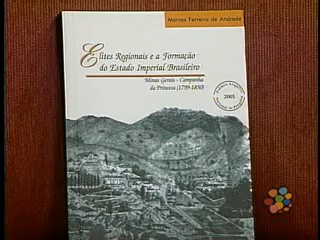 Marcos Ferreira de Andrade
Elites Regionais e a Formação
do Estado Imperial Brasileiro
Minas Gerais - Campanha
da Princesa (1799-1850)
2005